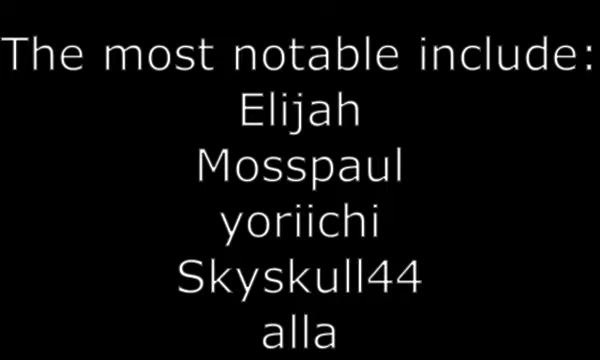 The most notable include:
Elijah
Mosspaul
yoriichi
Skyskull44
alla